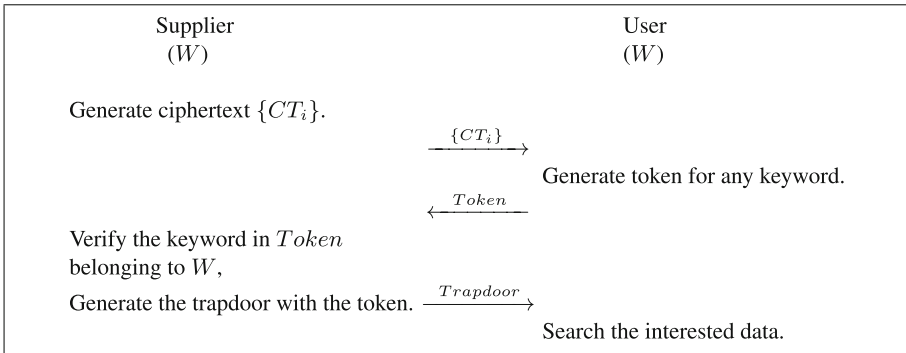 Supplier
User
(W)
(W)
Generate ciphertext {CT_i}.
{CT_i}
Generate token for any keyword.
Token
Verify the keyword in Token
belonging to W,
Generate the trapdoor with the token.
Trapdoor
Search the interested data.